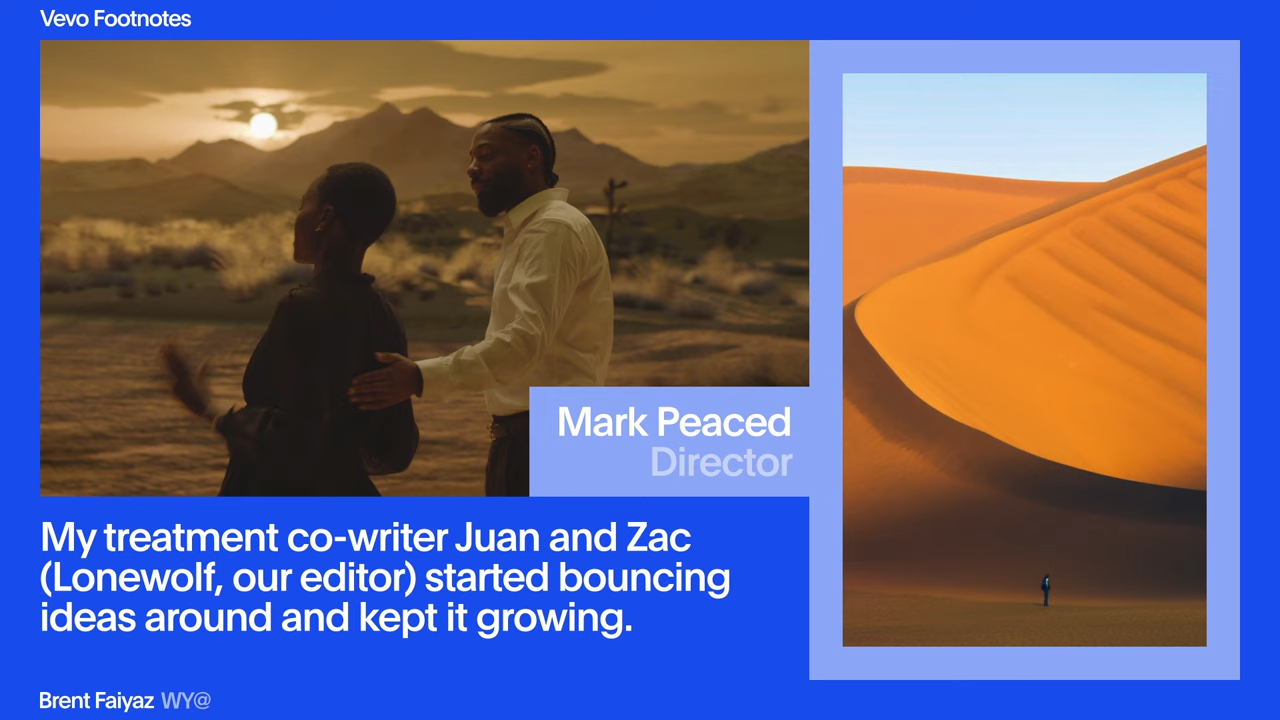 Vevo Footnotes
Mark Peaced
Director
My treatment co-writer Juan and Zac
(Lonewolf, our editor) started bouncing
ideas around and kept it growing.
Brent Faiyaz WY@